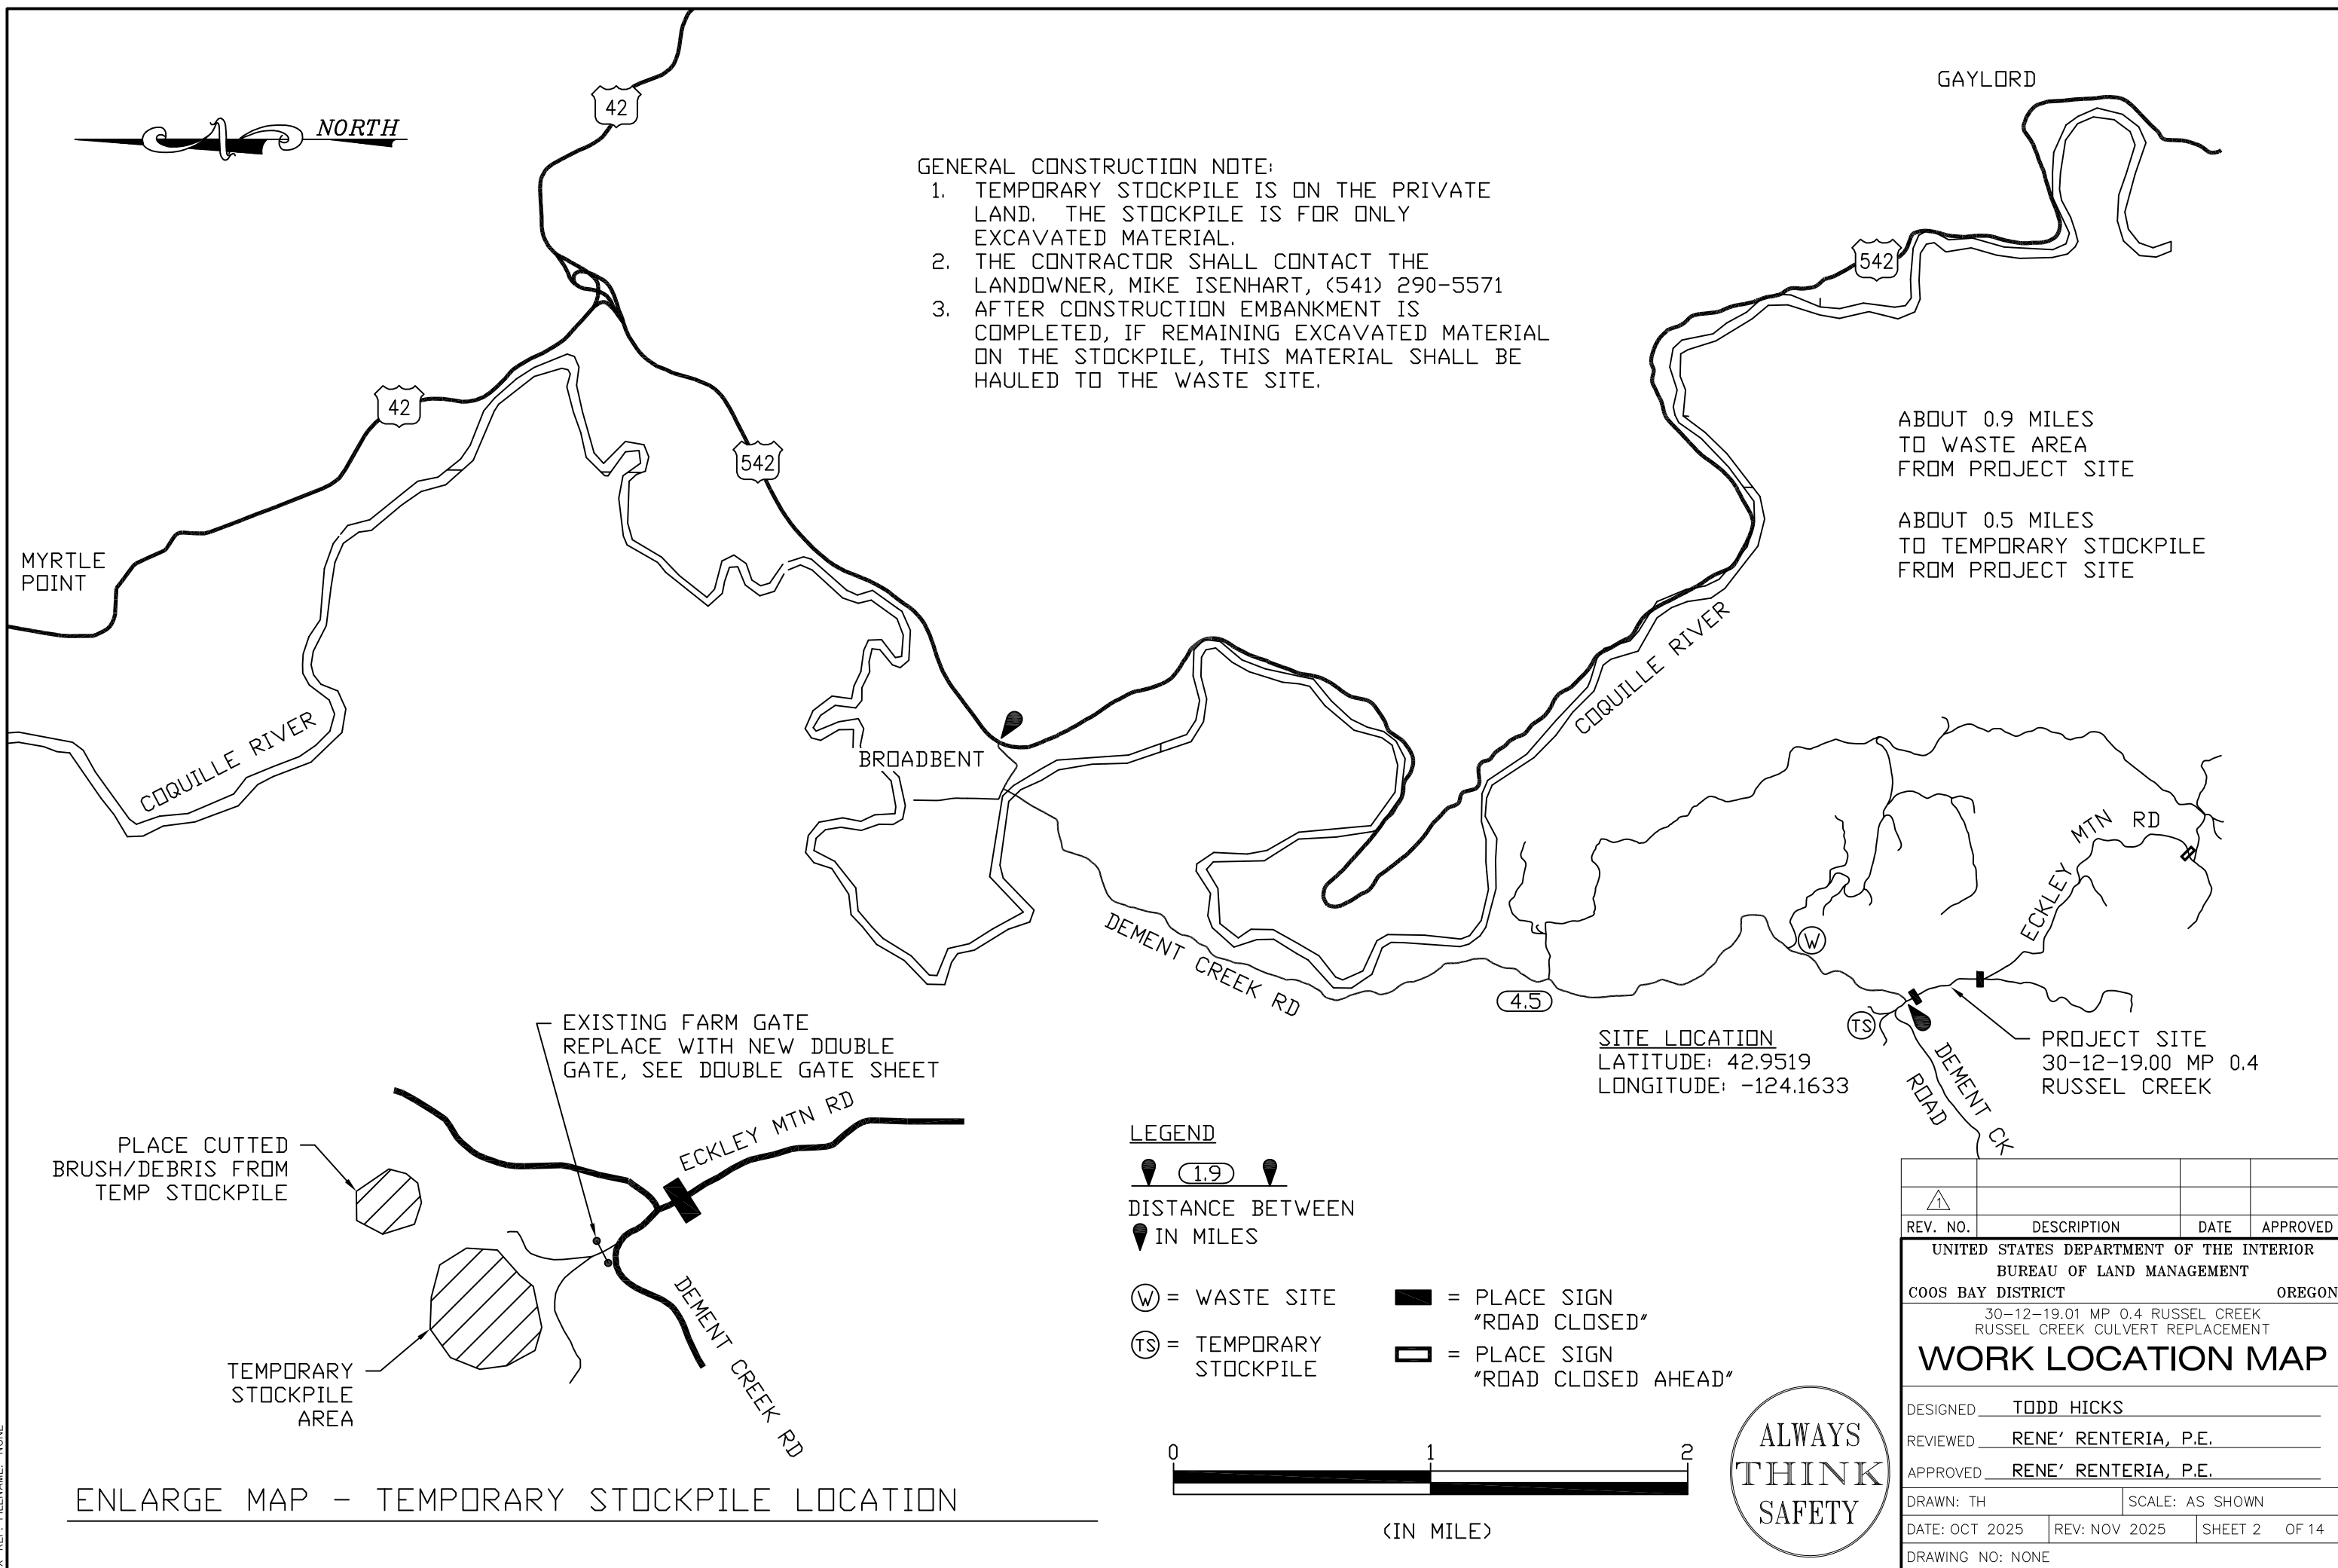 NORTH
42
GAYLORD
GENERAL CONSTRUCTION NOTE:
1. TEMPORARY STOCKPILE IS ON THE PRIVATE
LAND. THE STOCKPILE IS FOR ONLY
EXCAVATED MATERIAL.
2. THE CONTRACTOR SHALL CONTACT THE
LANDOWNER, MIKE ISENHART, (541) 290-5571
3. AFTER CONSTRUCTION EMBANKMENT IS
COMPLETED, IF REMAINING EXCAVATED MATERIAL
ON THE STOCKPILE, THIS MATERIAL SHALL BE
HAULED TO THE WASTE SITE.
542
42
542
ABOUT 0.9 MILES
TO WASTE AREA
FROM PROJECT SITE
ABOUT 0.5 MILES
TO TEMPORARY STOCKPILE
FROM PROJECT SITE
MYRTLE
POINT
COQUILLE RIVER
COQUILLE RIVER
BROADBENT
DEMENT CREEK RD
ECKLEY MTN RD
W
4.5
TS
SITE LOCATION
LATITUDE: 42.9519
LONGITUDE: -124.1633
DEMENT CK
ROAD
PROJECT SITE
30-12-19.00 MP 0.4
RUSSEL CREEK
EXISTING FARM GATE
REPLACE WITH NEW DOUBLE
GATE, SEE DOUBLE GATE SHEET
PLACE CUTTED
BRUSH/DEBRIS FROM
TEMP STOCKPILE
ECKLEY MTN RD
DEMENT CREEK RD
TEMPORARY
STOCKPILE
AREA
ENLARGE MAP - TEMPORARY STOCKPILE LOCATION
LEGEND
1.9
DISTANCE BETWEEN
IN MILES
W = WASTE SITE
TS = TEMPORARY
STOCKPILE
= PLACE SIGN
"ROAD CLOSED"
= PLACE SIGN
"ROAD CLOSED AHEAD"
0 1 2
(IN MILE)
ALWAYS
THINK
SAFETY
1
REV. NO. DESCRIPTION DATE APPROVED
UNITED STATES DEPARTMENT OF THE INTERIOR
BUREAU OF LAND MANAGEMENT
COOS BAY DISTRICT OREGON
30-12-19.01 MP 0.4 RUSSEL CREEK
RUSSEL CREEK CULVERT REPLACEMENT
WORK LOCATION MAP
DESIGNED TODD HICKS
REVIEWED RENE' RENTERIA, P.E.
APPROVED RENE' RENTERIA, P.E.
DRAWN: TH SCALE: AS SHOWN
DATE: OCT 2025 REV: NOV 2025 SHEET 2 OF 14
DRAWING NO: NONE